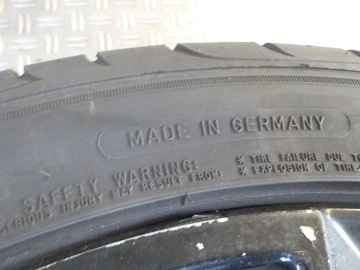 MADE IN GERMANY
SAFETY WARNING:
SERIOUS INJURY MAY RESULT FROM:
* TIRE FAILURE DUE TO
* EXPLOSION OF TIRE